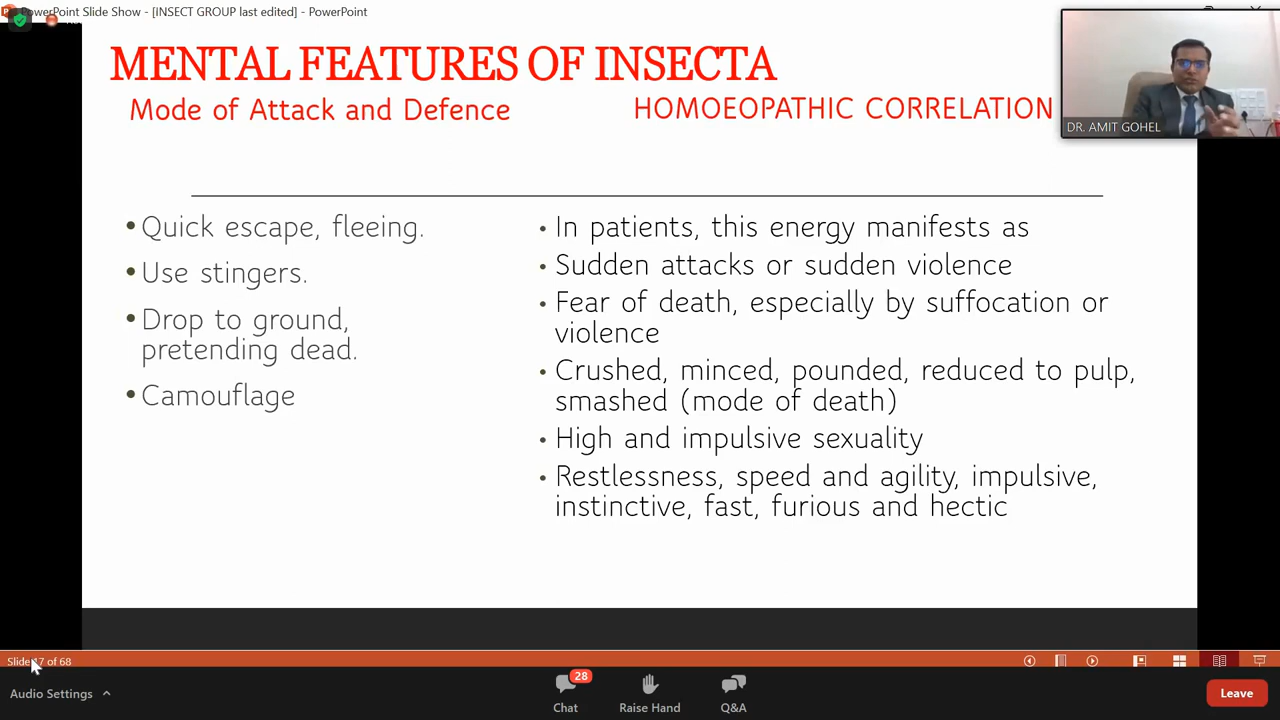 PowerPoint Slide Show - [INSECT GROUP last edited] - PowerPoint
MENTAL FEATURES OF INSECTA
Mode of Attack and Defence
HOMOEOPATHIC CORRELATION
DR. AMIT GOHEL
• Quick escape, fleeing.
• Use stingers.
• Drop to ground,
pretending dead.
• Camouflage
• In patients, this energy manifests as
• Sudden attacks or sudden violence
• Fear of death, especially by suffocation or
violence
• Crushed, minced, pounded, reduced to pulp,
smashed (mode of death)
• High and impulsive sexuality
• Restlessness, speed and agility, impulsive,
instinctive, fast, furious and hectic
Slide 17 of 68
Audio Settings
28
Chat
Raise Hand
Q&A
Leave